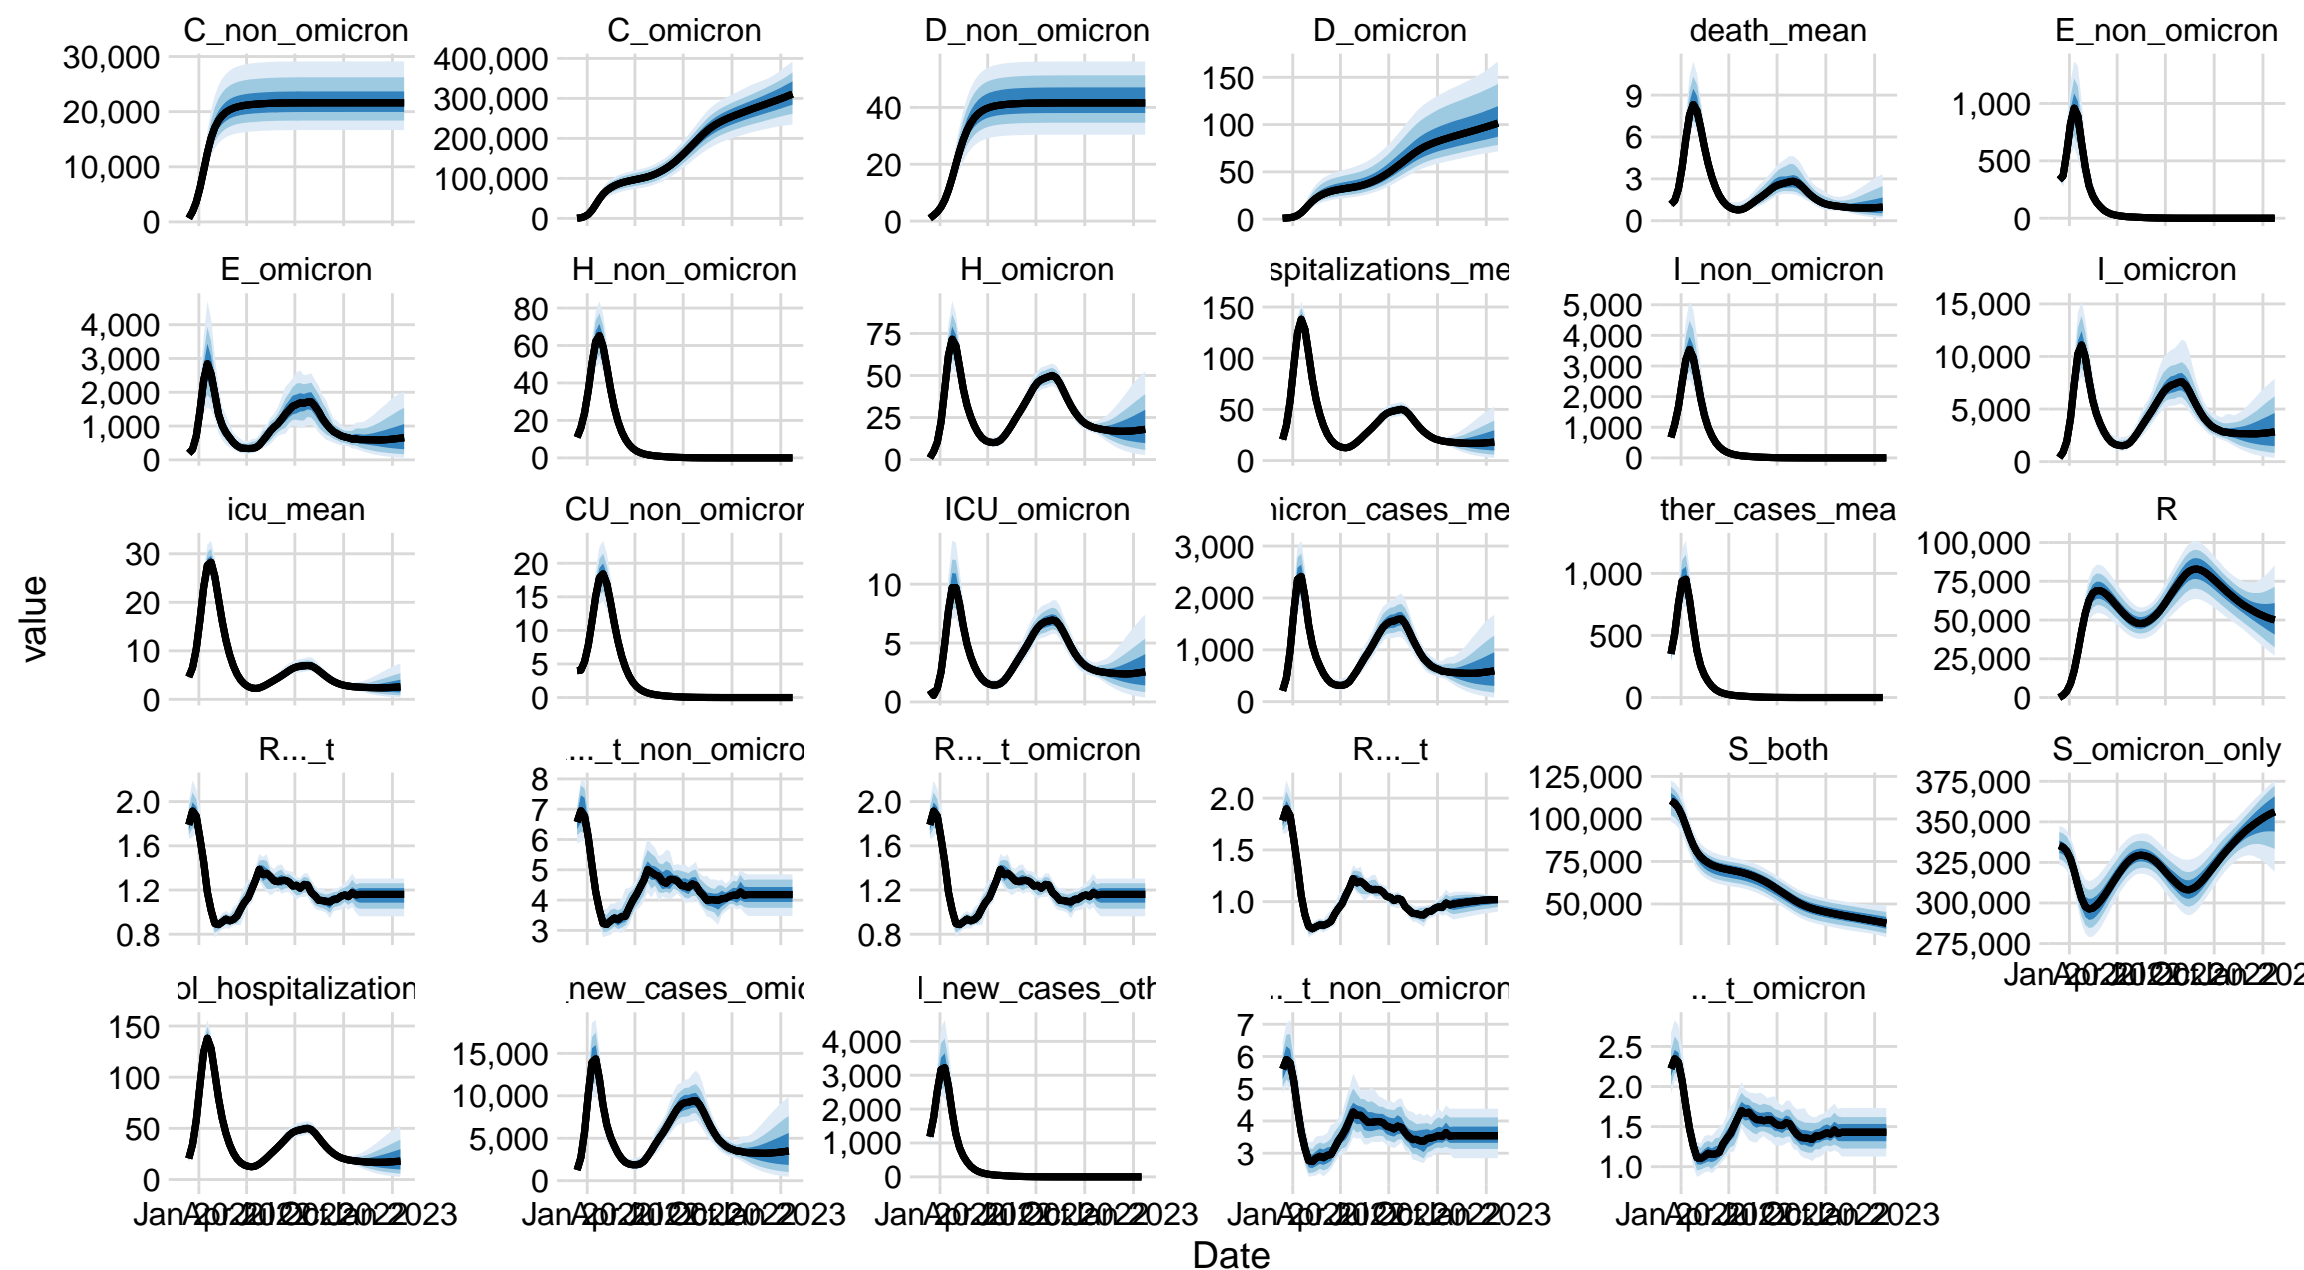 C_non_omicron C_omicron D_non_omicron D_omicron death_mean E_non_omicron
30,000 20,000 10,000 0
400,000 300,000 200,000 100,000 0
40 20 0
150 100 50 0
9 6 3 0
1,000 500 0
E_omicron H_non_omicron H_omicron spitalizations_me I_non_omicron I_omicron
4,000 3,000 2,000 1,000 0
80 60 40 20 0
75 50 25 0
150 100 50 0
5,000 4,000 3,000 2,000 1,000 0
15,000 10,000 5,000 0
icu_mean CU_non_omicron ICU_omicron icron_cases_me ther_cases_mea R
30 20 10 0
20 15 10 5 0
10 5 0
3,000 2,000 1,000 0
1,000 500 0
100,000 75,000 50,000 25,000 0
R..._t ..._t_non_omicro R..._t_omicron R..._t S_both S_omicron_only
2.0 1.6 1.2 0.8
8 7 6 5 4 3
2.0 1.6 1.2 0.8
2.0 1.5 1.0
125,000 100,000 75,000 50,000
375,000 350,000 325,000 300,000 275,000
ol_hospitalization _new_cases_omic l_new_cases_oth .._t_non_omicron .._t_omicron
150 100 50 0
15,000 10,000 5,000 0
4,000 3,000 2,000 1,000 0
7 6 5 4 3
2.5 2.0 1.5 1.0
value
Date